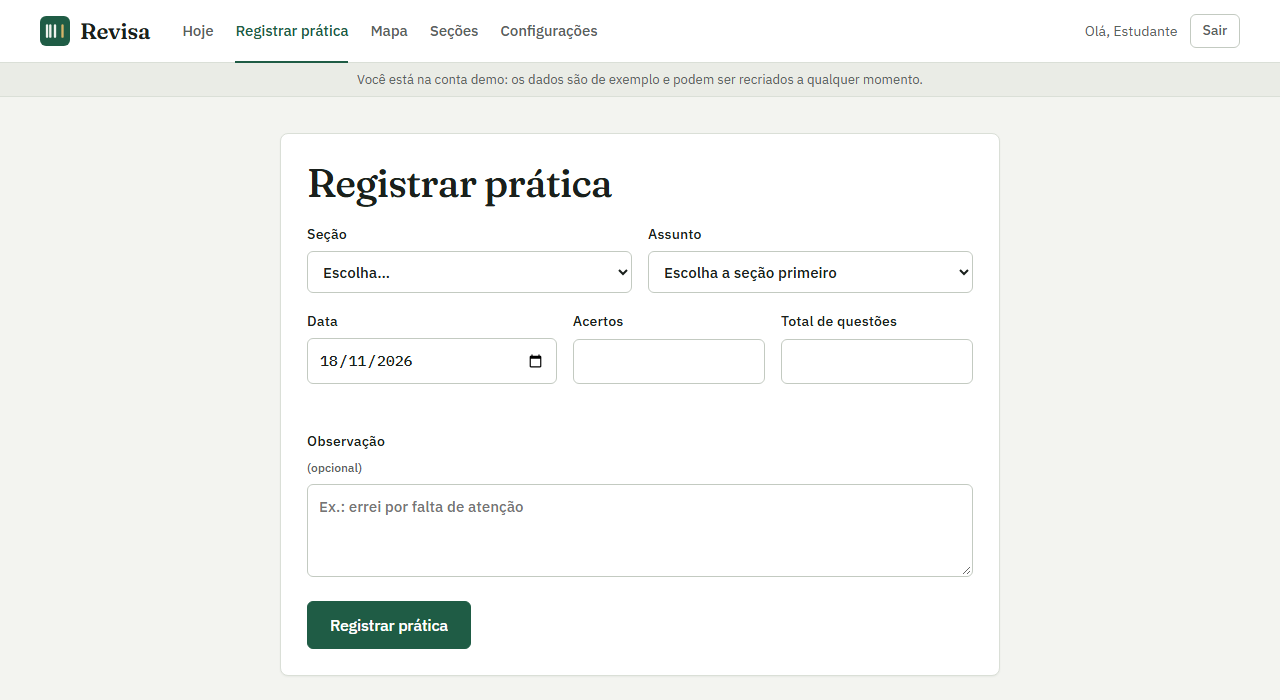 Revisa
Hoje
Registrar prática
Mapa
Seções
Configurações
Olá, Estudante
Sair
Você está na conta demo: os dados são de exemplo e podem ser recriados a qualquer momento.
Registrar prática
Seção
Assunto
Escolha...
Escolha a seção primeiro
Data
Acertos
Total de questões
18/11/2026
Observação
(opcional)
Ex.: errei por falta de atenção
Registrar prática